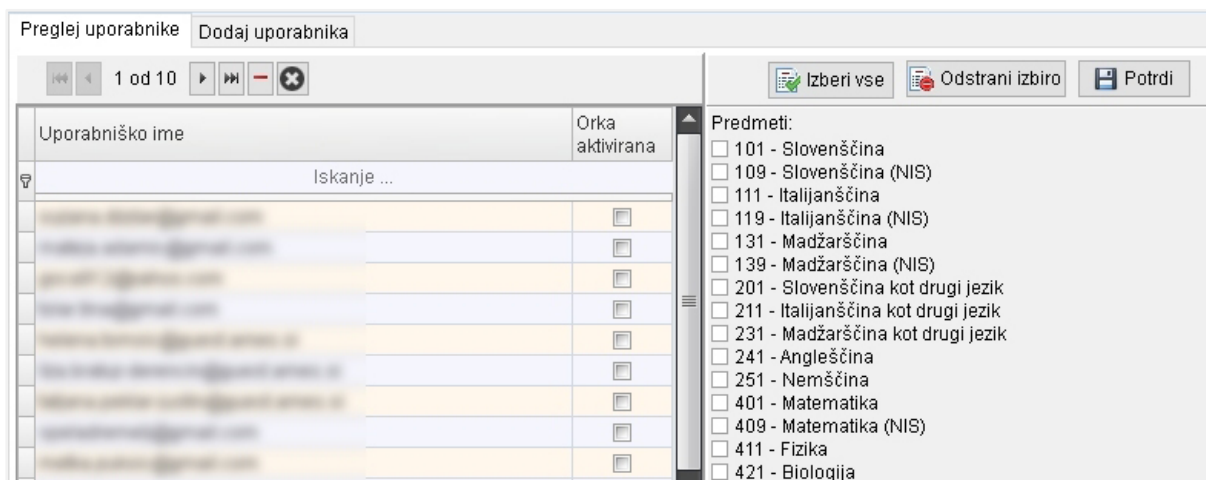 Preglej uporabnike Dodaj uporabnika
1 od 10
Izberi vse Odstrani izbiro Potrdi
Uporabniško ime
Orka
aktivirana
Iskanje ...
Predmeti:
101 - Slovenščina
109 - Slovenščina (NIS)
111 - Italijanščina
119 - Italijanščina (NIS)
131 - Madžarščina
139 - Madžarščina (NIS)
201 - Slovenščina kot drugi jezik
211 - Italijanščina kot drugi jezik
231 - Madžarščina kot drugi jezik
241 - Angleščina
251 - Nemščina
401 - Matematika
409 - Matematika (NIS)
411 - Fizika
421 - Biologija